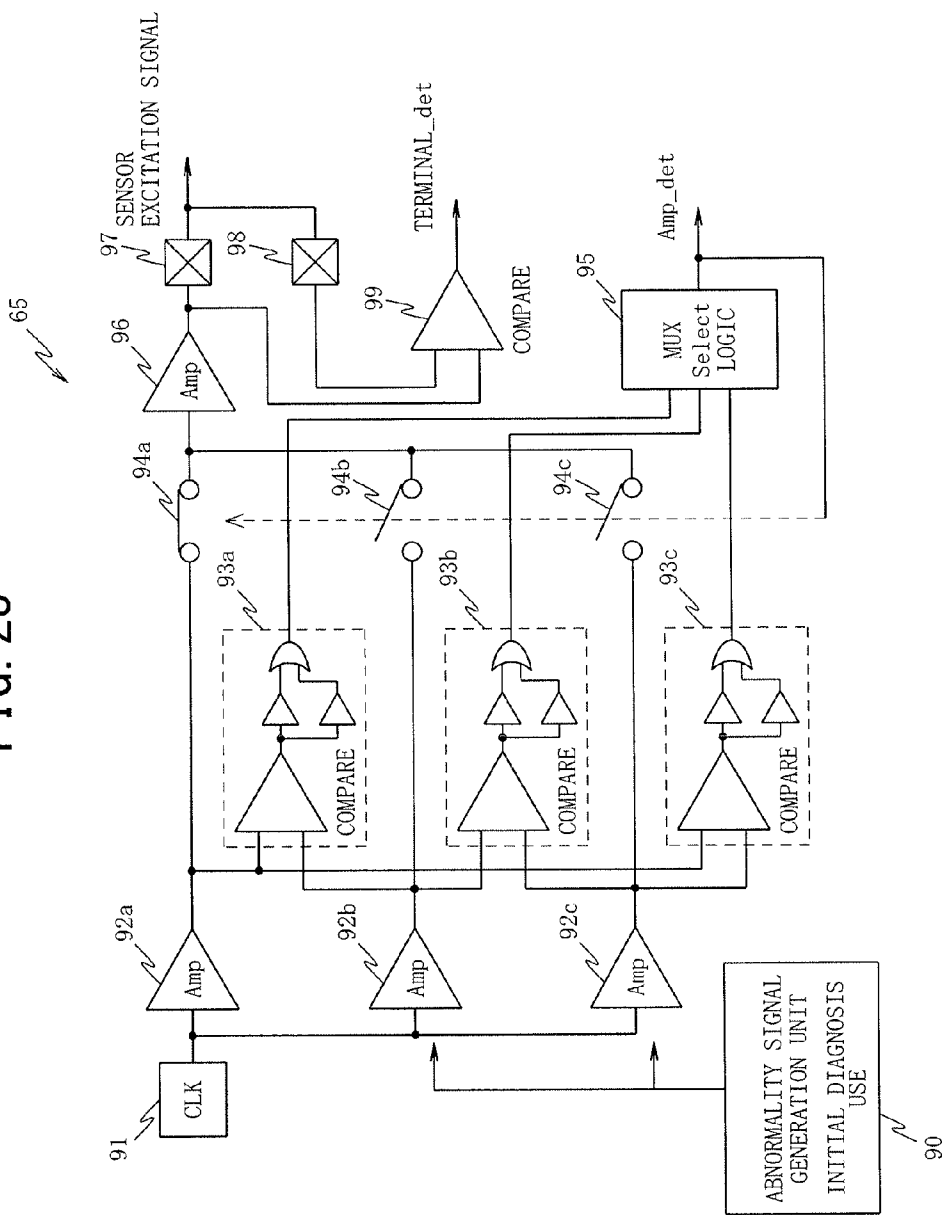 65
SENSOR
EXCITATION SIGNAL
97
98
96
Amp
TERMINAL_det
99
COMPARE
Amp_det
95
MUX
Select
LOGIC
94a
94b
94c
93a
COMPARE
93b
COMPARE
93c
COMPARE
92a
Amp
92b
Amp
92c
Amp
91
CLK
ABNORMALITY SIGNAL
GENERATION UNIT
INITIAL DIAGNOSIS
USE
90